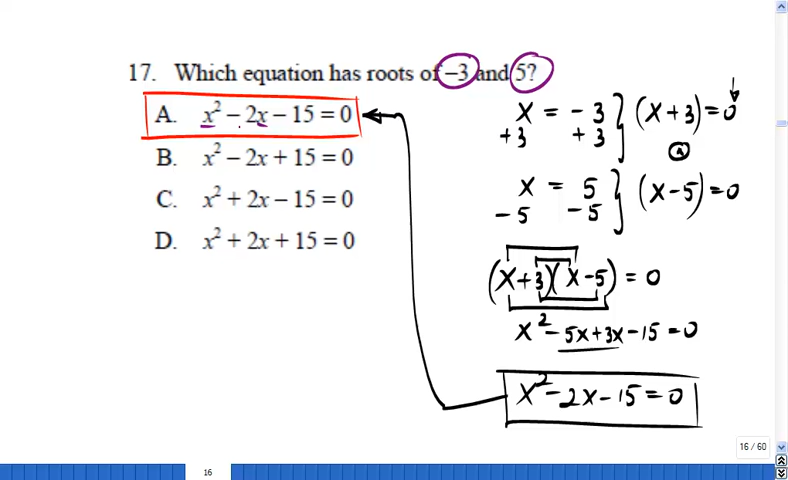 17. Which equation has roots of −3 and 5?
A. x² − 2x − 15 = 0
B. x² − 2x + 15 = 0
C. x² + 2x − 15 = 0
D. x² + 2x + 15 = 0
x = −3 } (x+3) = 0
+3 +3
x = 5 } (x−5) = 0
−5 −5
(x+3)(x−5) = 0
x² − 5x + 3x − 15 = 0
x² − 2x − 15 = 0
16 / 60
16